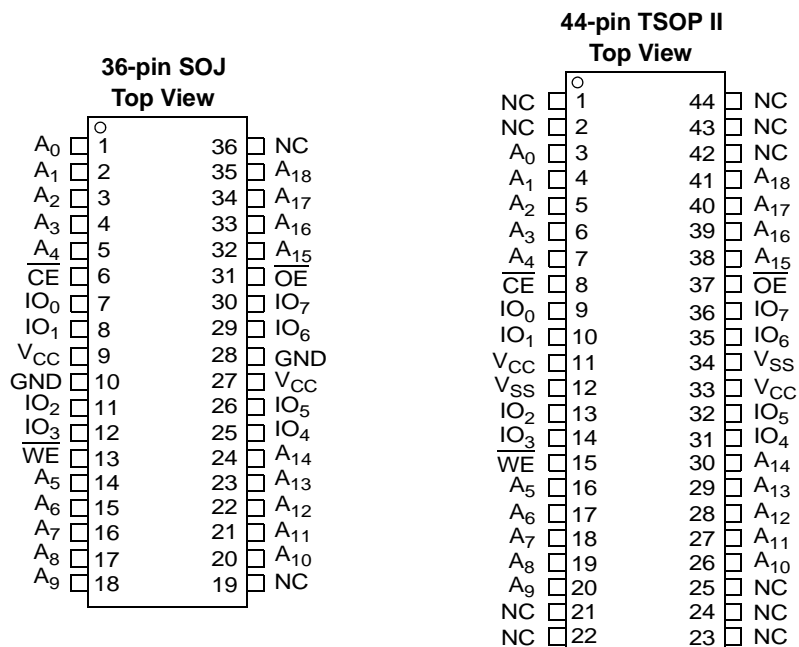 36-pin SOJ
Top View
A0 1 36 NC
A1 2 35 A18
A2 3 34 A17
A3 4 33 A16
A4 5 32 A15
CE 6 31 OE
IO0 7 30 IO7
IO1 8 29 IO6
VCC 9 28 GND
GND 10 27 VCC
IO2 11 26 IO5
IO3 12 25 IO4
WE 13 24 A14
A5 14 23 A13
A6 15 22 A12
A7 16 21 A11
A8 17 20 A10
A9 18 19 NC
44-pin TSOP II
Top View
NC 1 44 NC
NC 2 43 NC
A0 3 42 NC
A1 4 41 A18
A2 5 40 A17
A3 6 39 A16
A4 7 38 A15
CE 8 37 OE
IO0 9 36 IO7
IO1 10 35 IO6
VCC 11 34 VSS
VSS 12 33 VCC
IO2 13 32 IO5
IO3 14 31 IO4
WE 15 30 A14
A5 16 29 A13
A6 17 28 A12
A7 18 27 A11
A8 19 26 A10
A9 20 25 NC
NC 21 24 NC
NC 22 23 NC